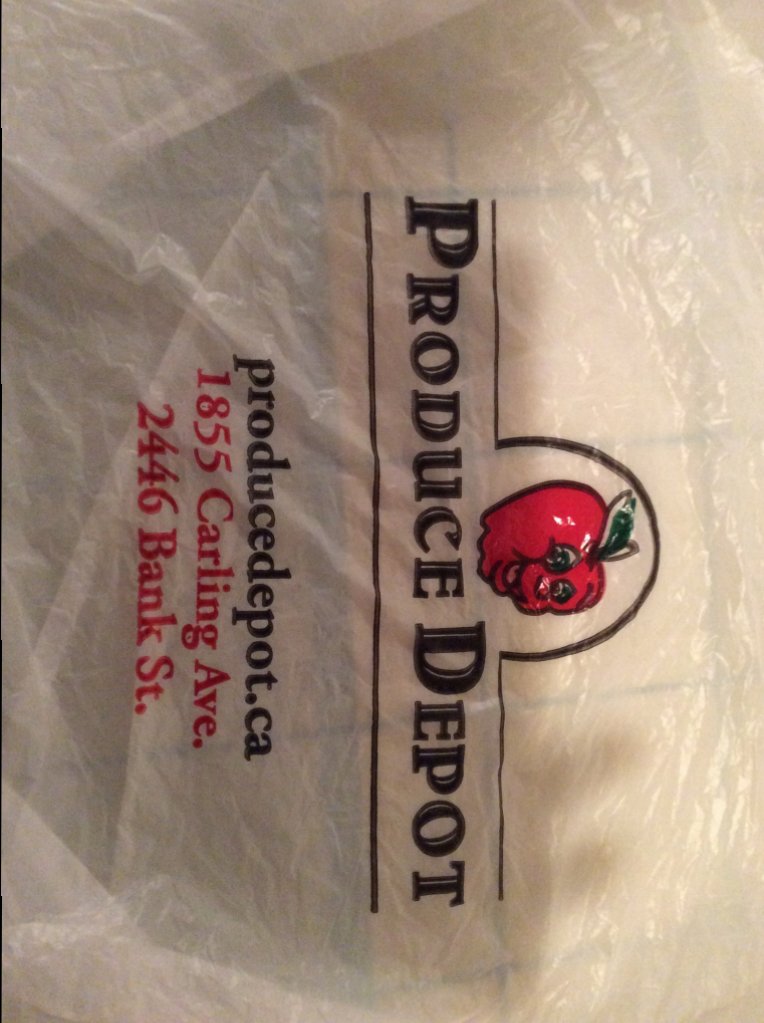 PRODUCE DEPOT
producedepot.ca
1855 Carling Ave.
2446 Bank St.